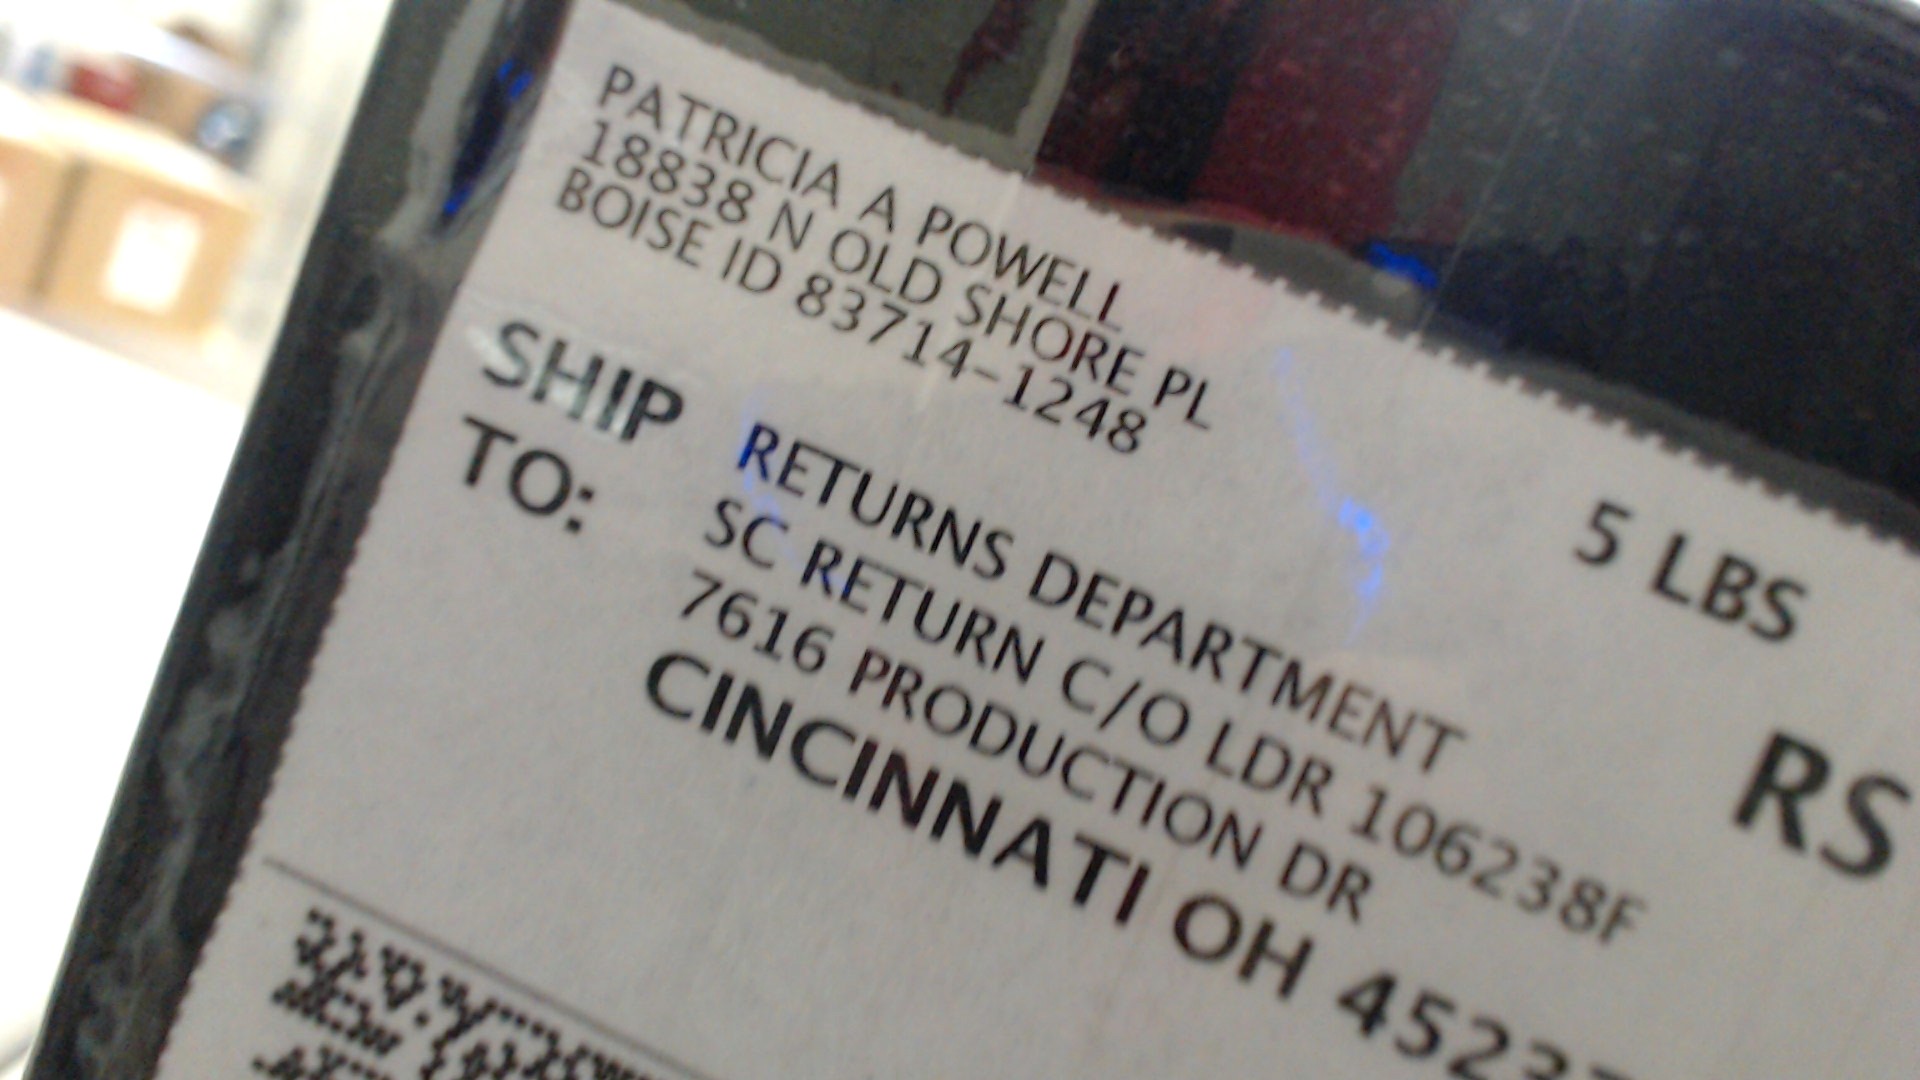 PATRICIA A POWELL
18838 N OLD SHORE PL
BOISE ID 83714-1248
5 LBS
RS
SHIP
TO:
RETURNS DEPARTMENT
SC RETURN C/O LDR 106238F
7616 PRODUCTION DR
CINCINNATI OH